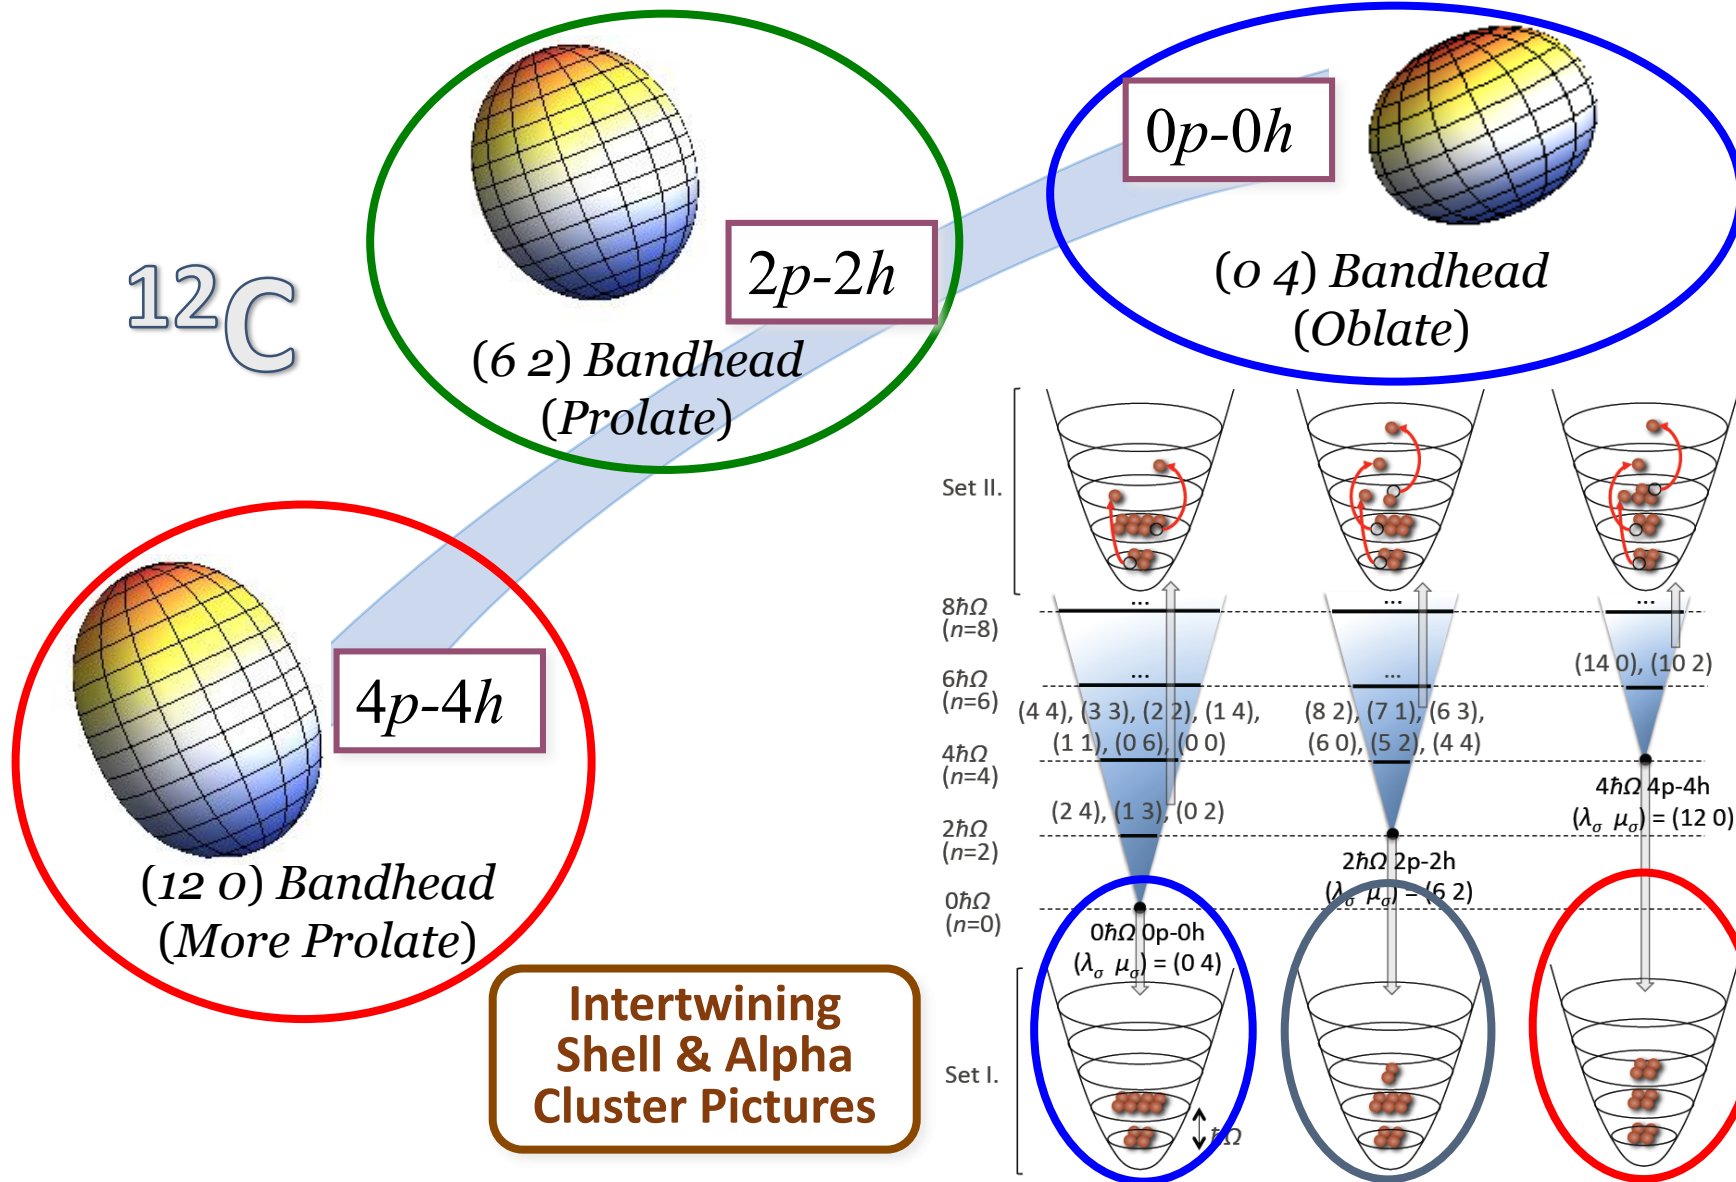 ¹²C
2p-2h
(6 2) Bandhead
(Prolate)
0p-0h
(0 4) Bandhead
(Oblate)
4p-4h
(12 0) Bandhead
(More Prolate)
Intertwining
Shell & Alpha
Cluster Pictures
Set II.
8ħΩ
(n=8)
6ħΩ
(n=6)
4ħΩ
(n=4)
2ħΩ
(n=2)
0ħΩ
(n=0)
...
...
(4 4), (3 3), (2 2), (1 4),
(1 1), (0 6), (0 0)
(2 4), (1 3), (0 2)
0ħΩ 0p-0h
(λσ μσ) = (0 4)
...
...
(8 2), (7 1), (6 3),
(6 0), (5 2), (4 4)
2ħΩ 2p-2h
(λσ μσ) = (6 2)
...
(14 0), (10 2)
4ħΩ 4p-4h
(λσ μσ) = (12 0)
Set I.
ħΩ